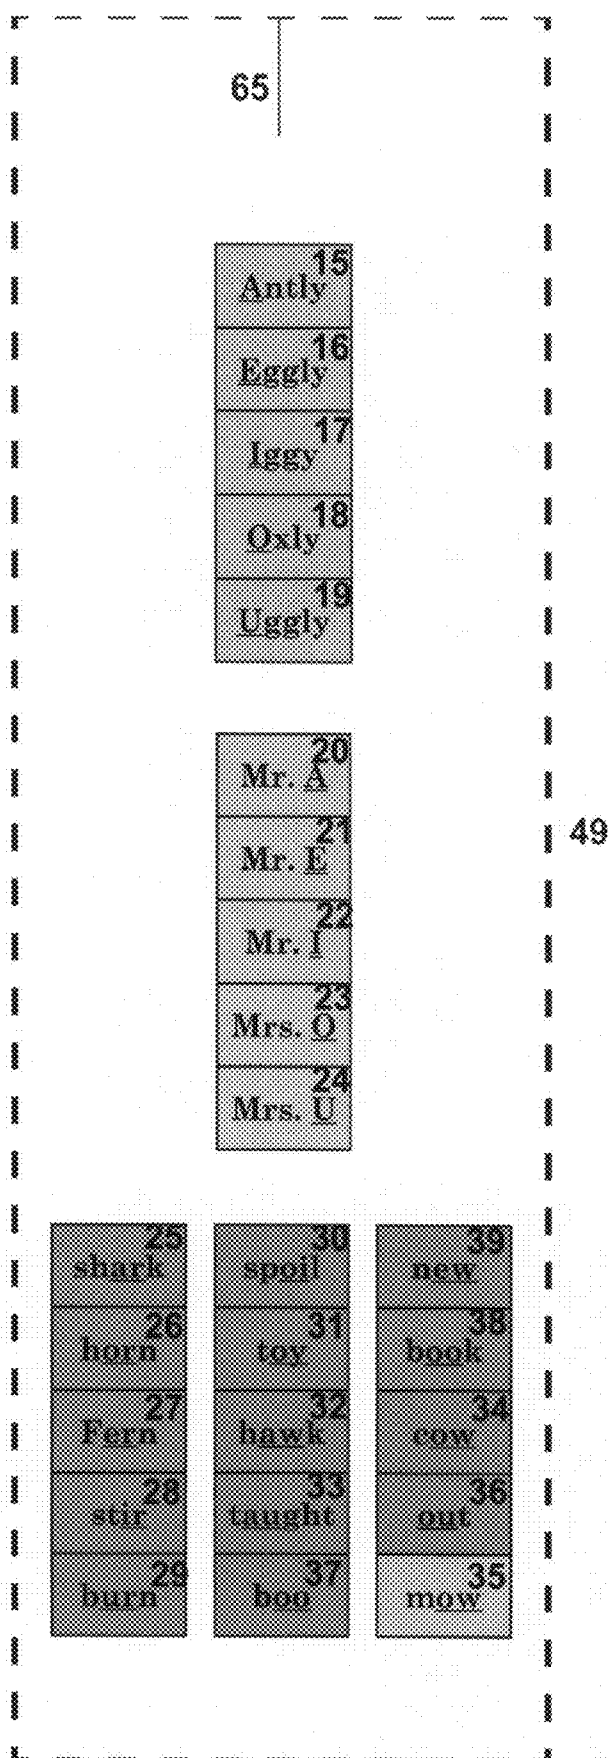 65
15
Antly
16
Eggly
17
Iggy
18
Oxly
19
Uggly
20
Mr. A
21
Mr. E
49
22
Mr. I
23
Mrs. O
24
Mrs. U
25 30 39
shark spoil new
26 31 38
horn toy book
27 32 34
Fern hawk cow
28 33 36
stir taught out
29 37 35
burn boo mow